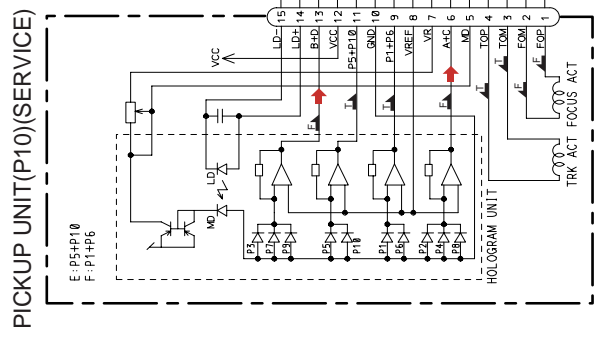 PICKUP UNIT(P10)(SERVICE)
15 14 13 12 11 10 9 8 7 6 5 4 3 2 1
LD- LD+ B+D VCC P5+P10 GND P1+P6 VREF VR A+C MD TOP TOM FOM FOP
VCC
F T T F T T F F
FOCUS ACT
TRK ACT
LD
MD
HOLOGRAM UNIT
P3 P7 P9 P5 P10 P1 P6 P2 P4 P8
E:P5+P10
F:P1+P6